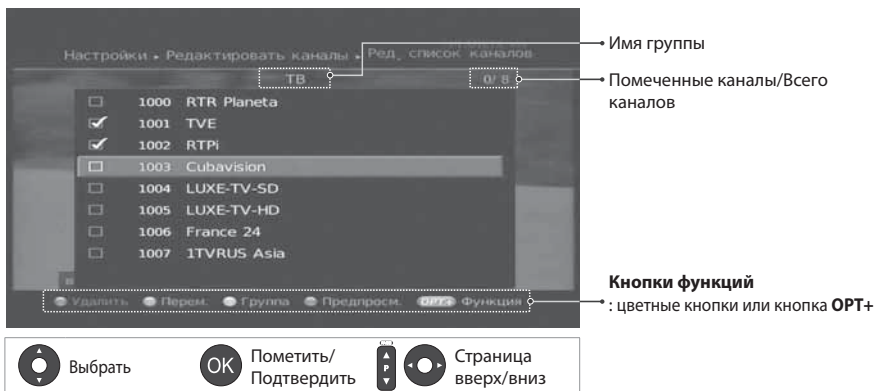 Настройки ▸ Редактировать каналы ▸ Ред. список каналов
ТВ
0/ 8
1000 RTR Planeta
1001 TVE
1002 RTPi
1003 Cubavision
1004 LUXE-TV-SD
1005 LUXE-TV-HD
1006 France 24
1007 1TVRUS Asia
Удалить Перем. Группа Предпросм. OPT+ Функция
Имя группы
Помеченные каналы/Всего
каналов
Кнопки функций
: цветные кнопки или кнопка OPT+
Выбрать
OK Пометить/
Подтвердить
P Страница
вверх/вниз